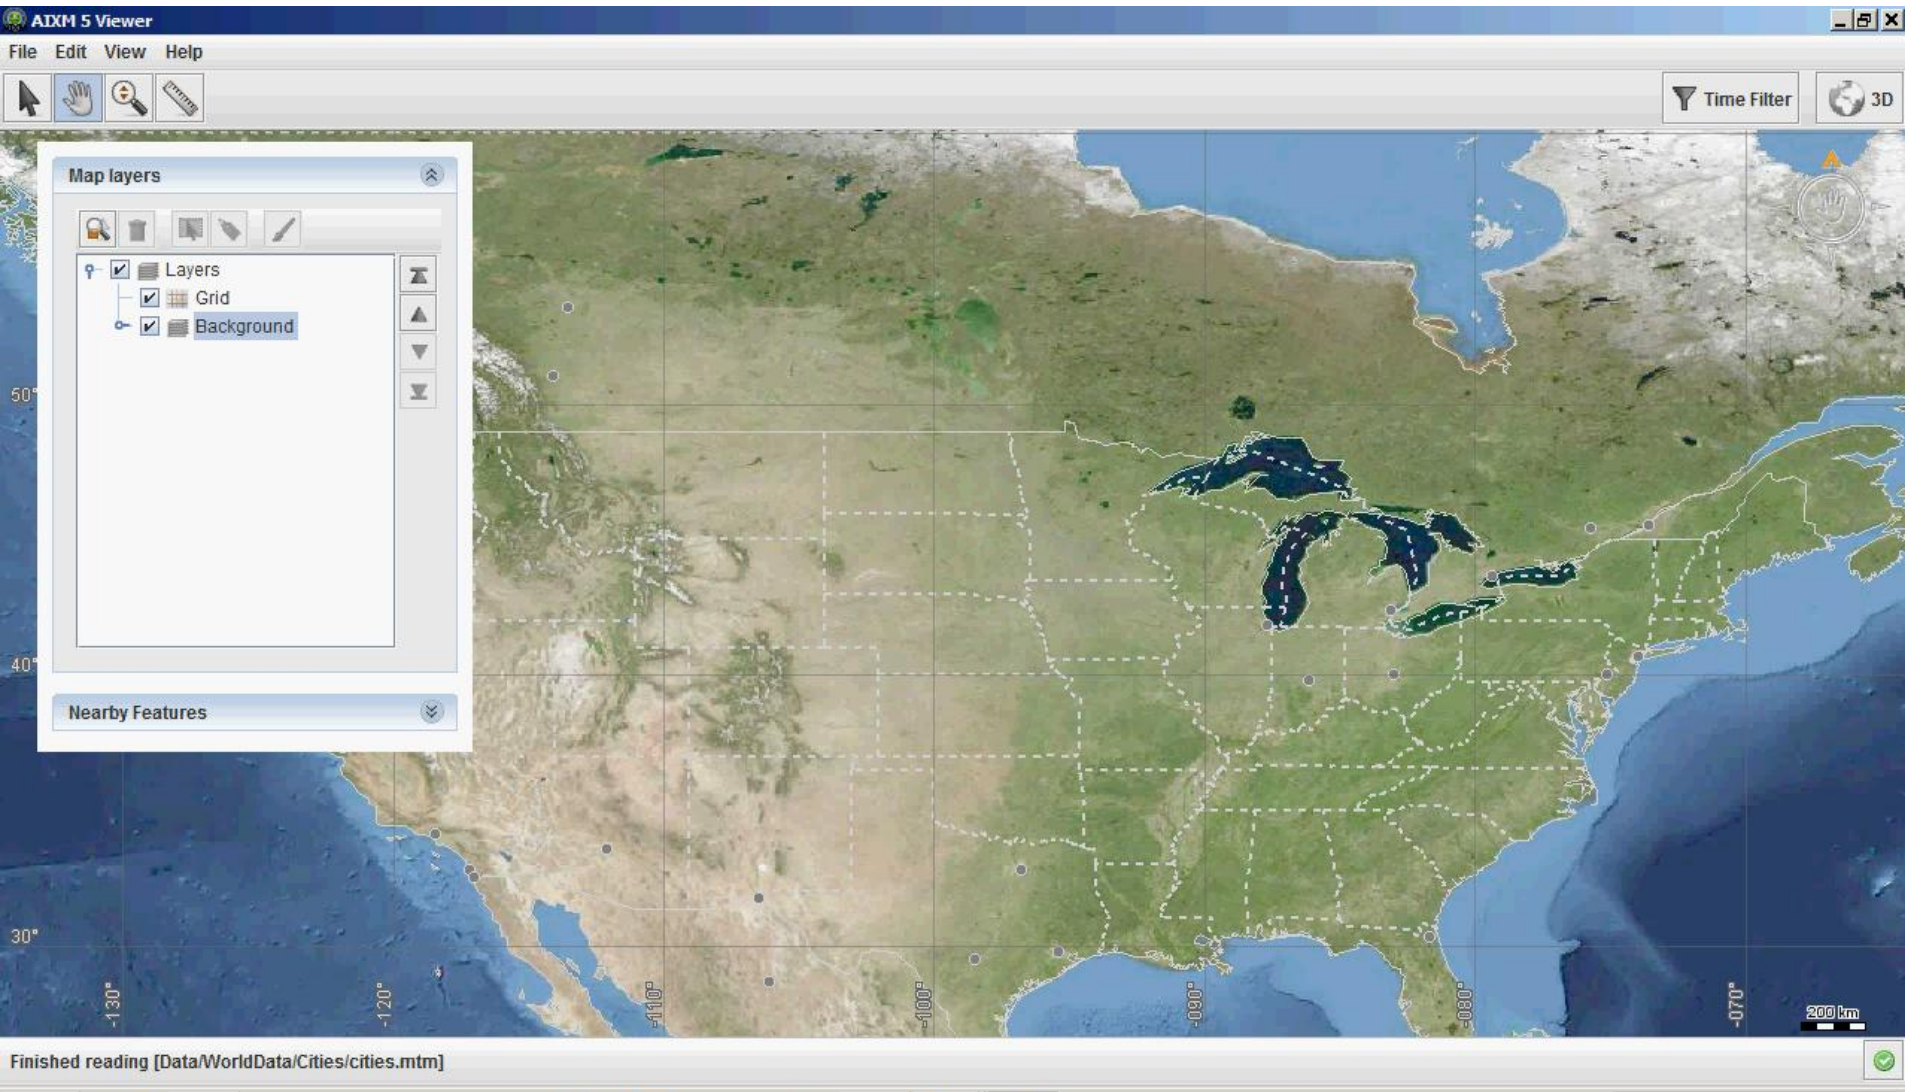 AIXM 5 Viewer
File Edit View Help
Time Filter
3D
Map layers
Layers
Grid
Background
Nearby Features
50°
40°
30°
-130°
-120°
-110°
-100°
-090°
-080°
-070°
200 km
Finished reading [Data/WorldData/Cities/cities.mtm]